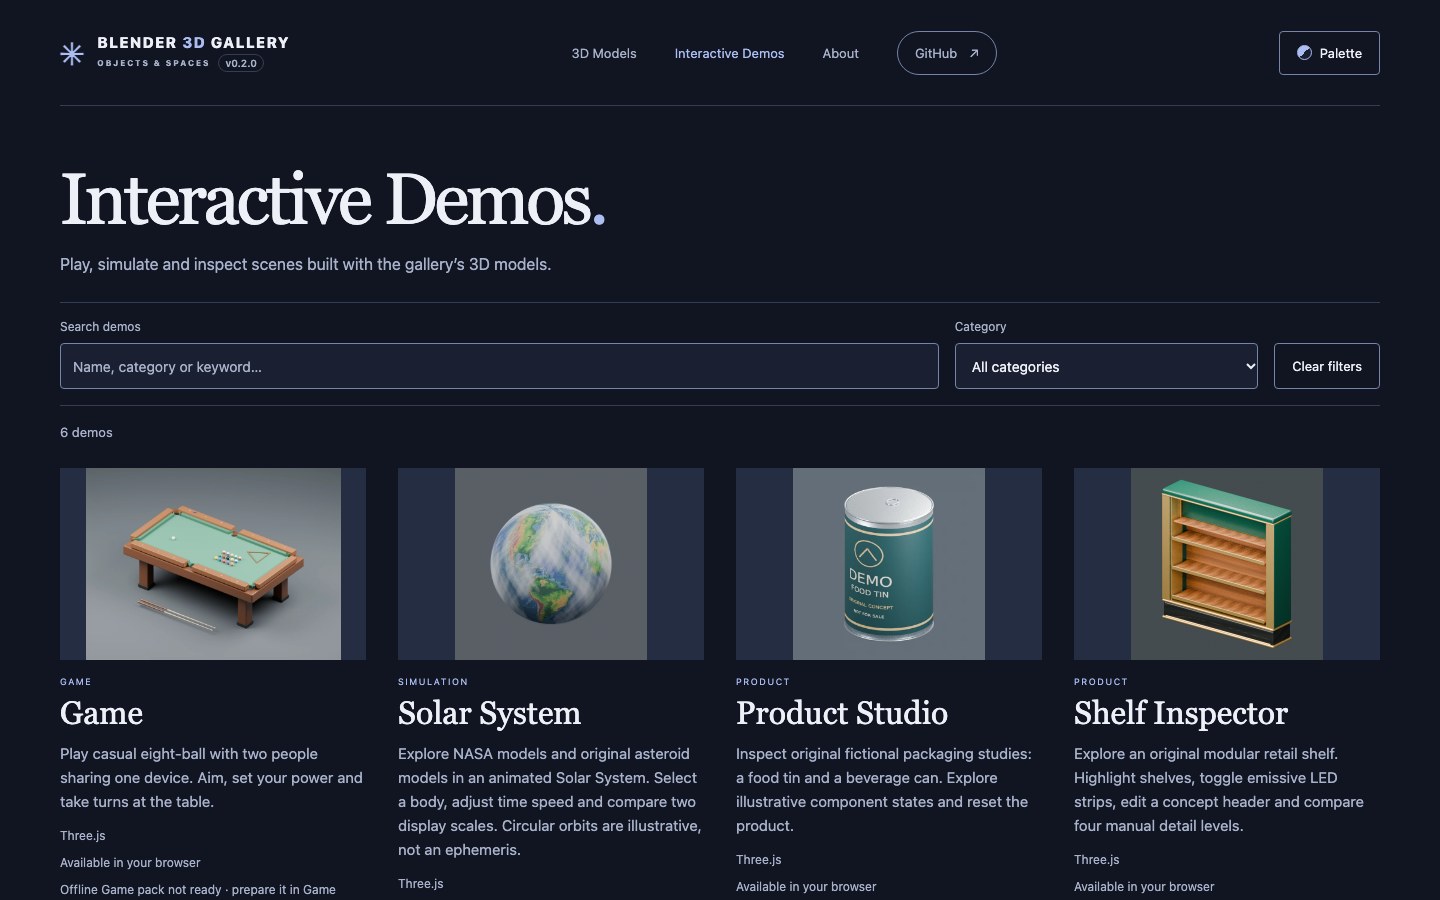 BLENDER 3D GALLERY
OBJECTS & SPACES v0.2.0
3D Models
Interactive Demos
About
GitHub ↗
Palette
Interactive Demos.
Play, simulate and inspect scenes built with the gallery’s 3D models.
Search demos
Name, category or keyword...
Category
All categories
Clear filters
6 demos
DEMO
FOOD TIN
NOT FOR SALE
GAME
Game
Play casual eight-ball with two people
sharing one device. Aim, set your power and
take turns at the table.
Three.js
Available in your browser
Offline Game pack not ready · prepare it in Game
SIMULATION
Solar System
Explore NASA models and original asteroid
models in an animated Solar System. Select
a body, adjust time speed and compare two
display scales. Circular orbits are illustrative,
not an ephemeris.
Three.js
PRODUCT
Product Studio
Inspect original fictional packaging studies:
a food tin and a beverage can. Explore
illustrative component states and reset the
product.
Three.js
Available in your browser
PRODUCT
Shelf Inspector
Explore an original modular retail shelf.
Highlight shelves, toggle emissive LED
strips, edit a concept header and compare
four manual detail levels.
Three.js
Available in your browser